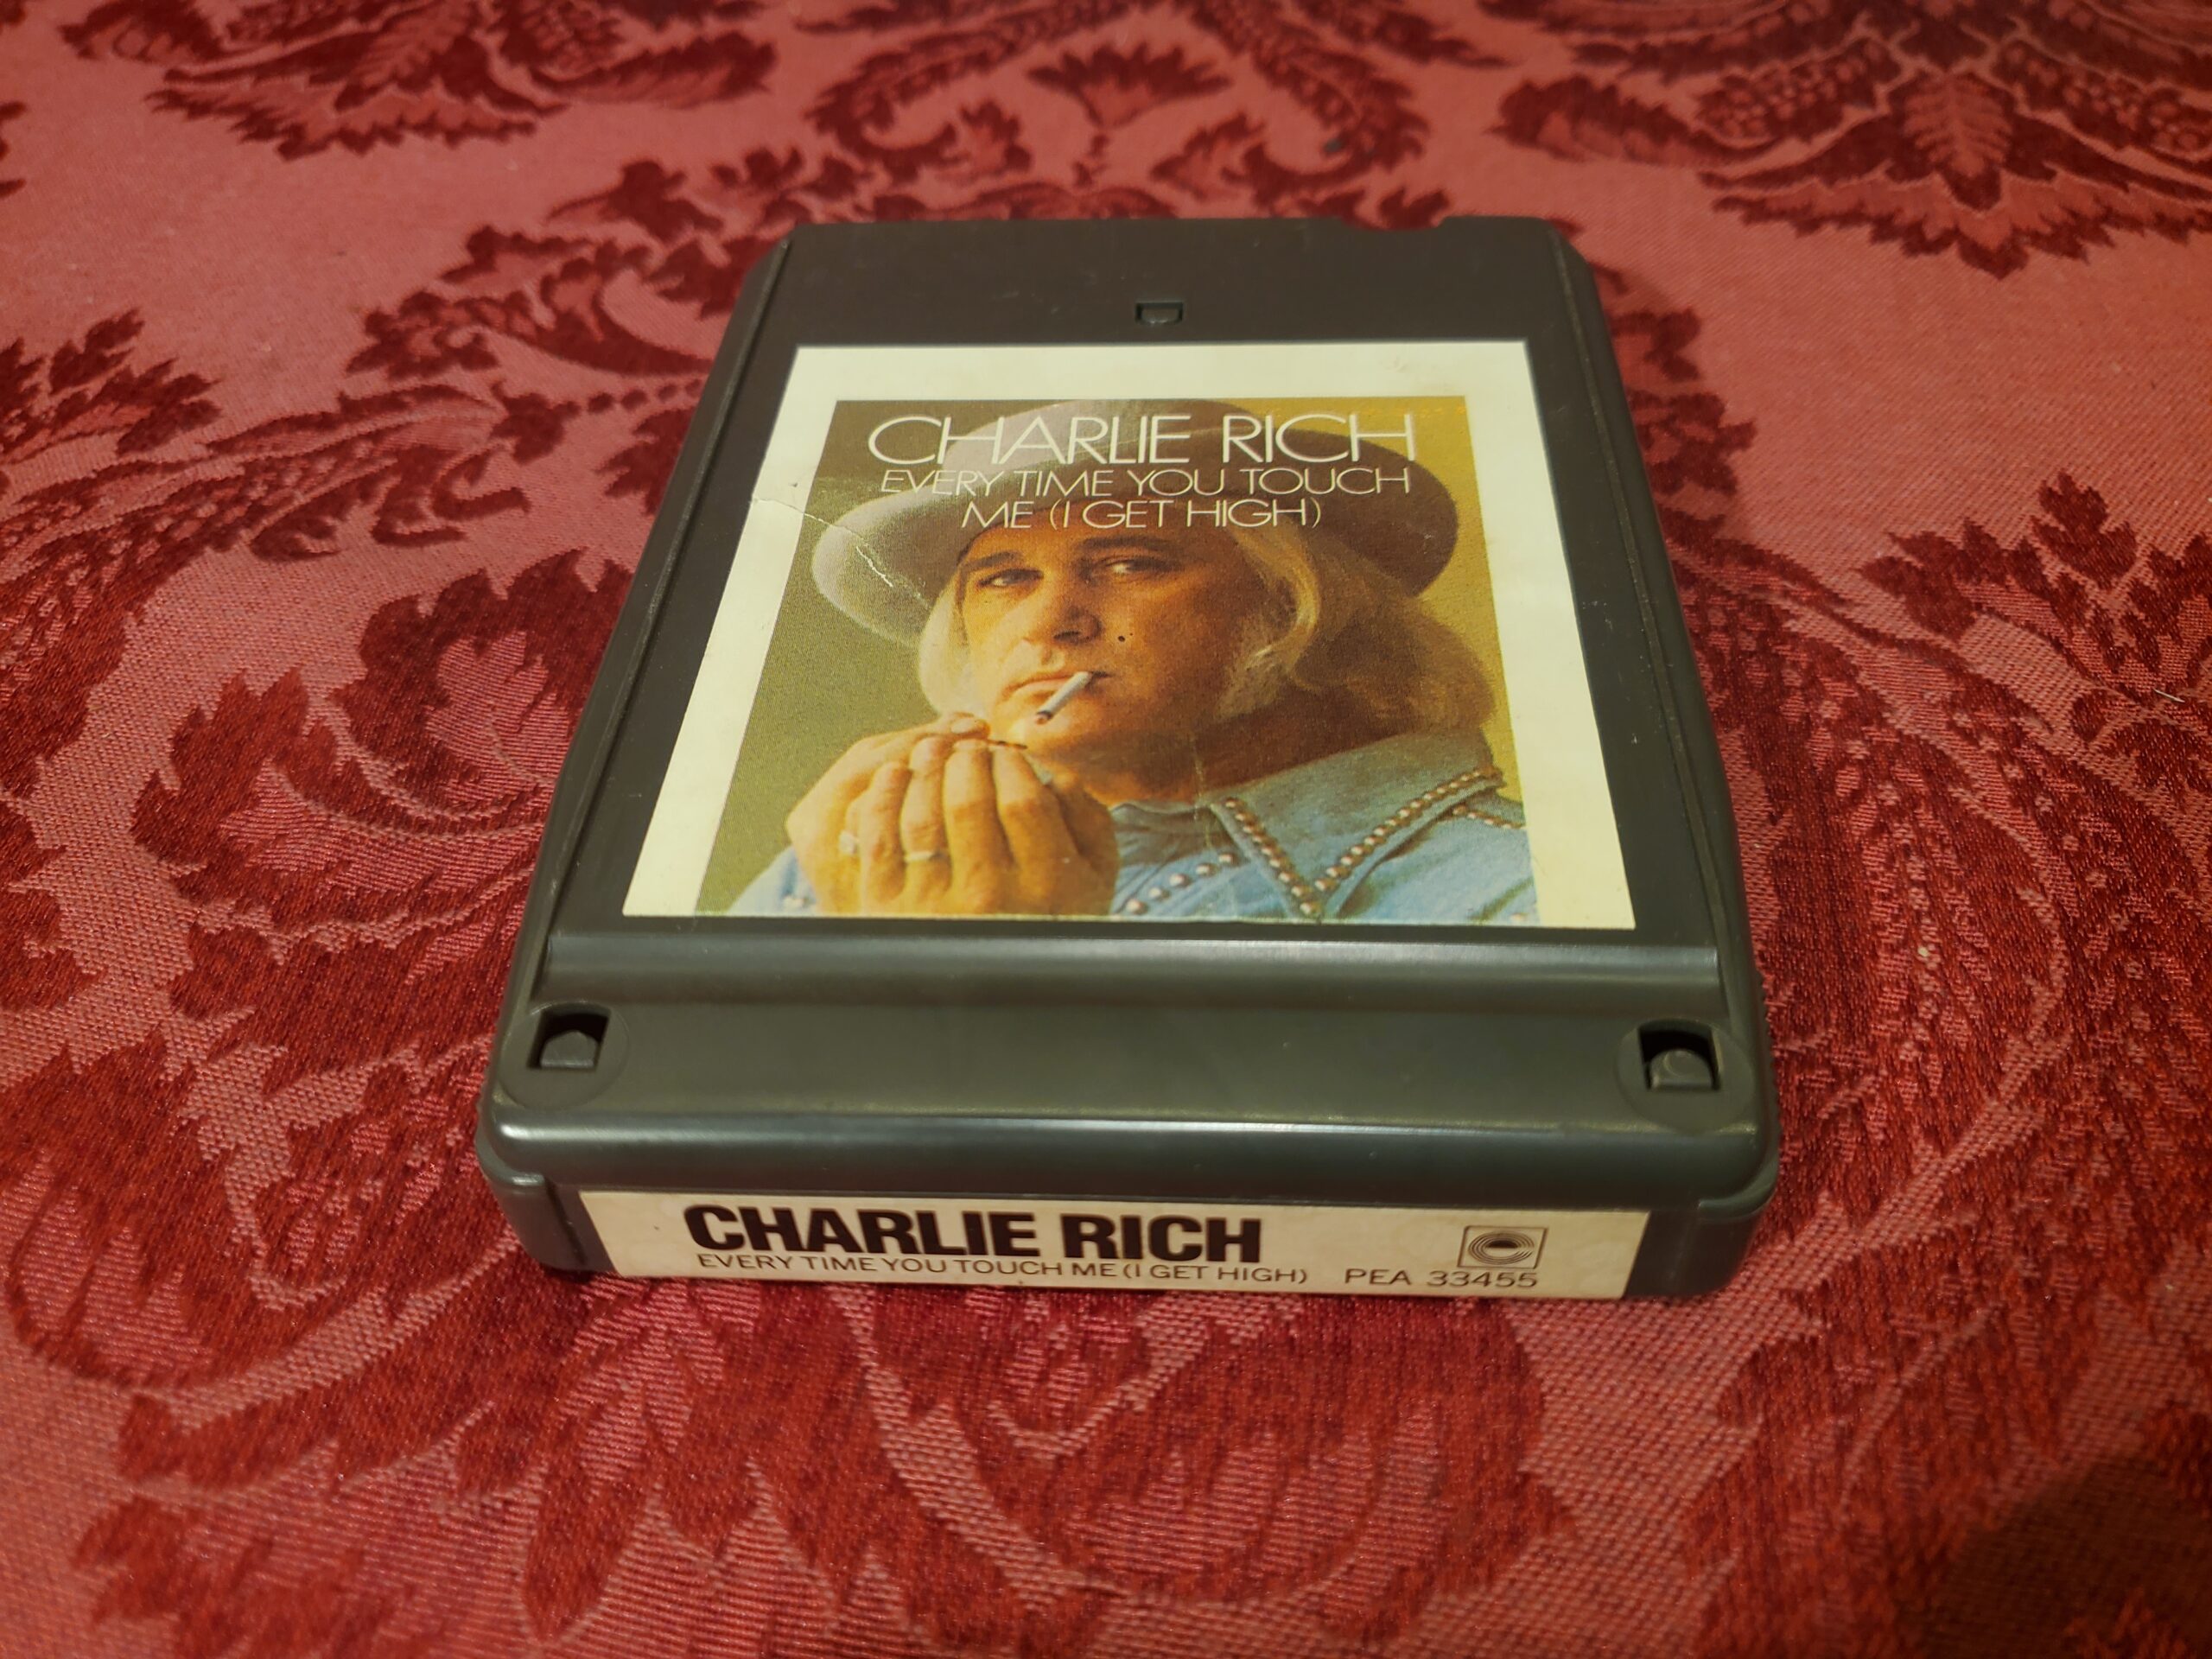 CHARLIE RICH
EVERY TIME YOU TOUCH
ME (I GET HIGH)
CHARLIE RICH
EVERY TIME YOU TOUCH ME (I GET HIGH) PEA 33455